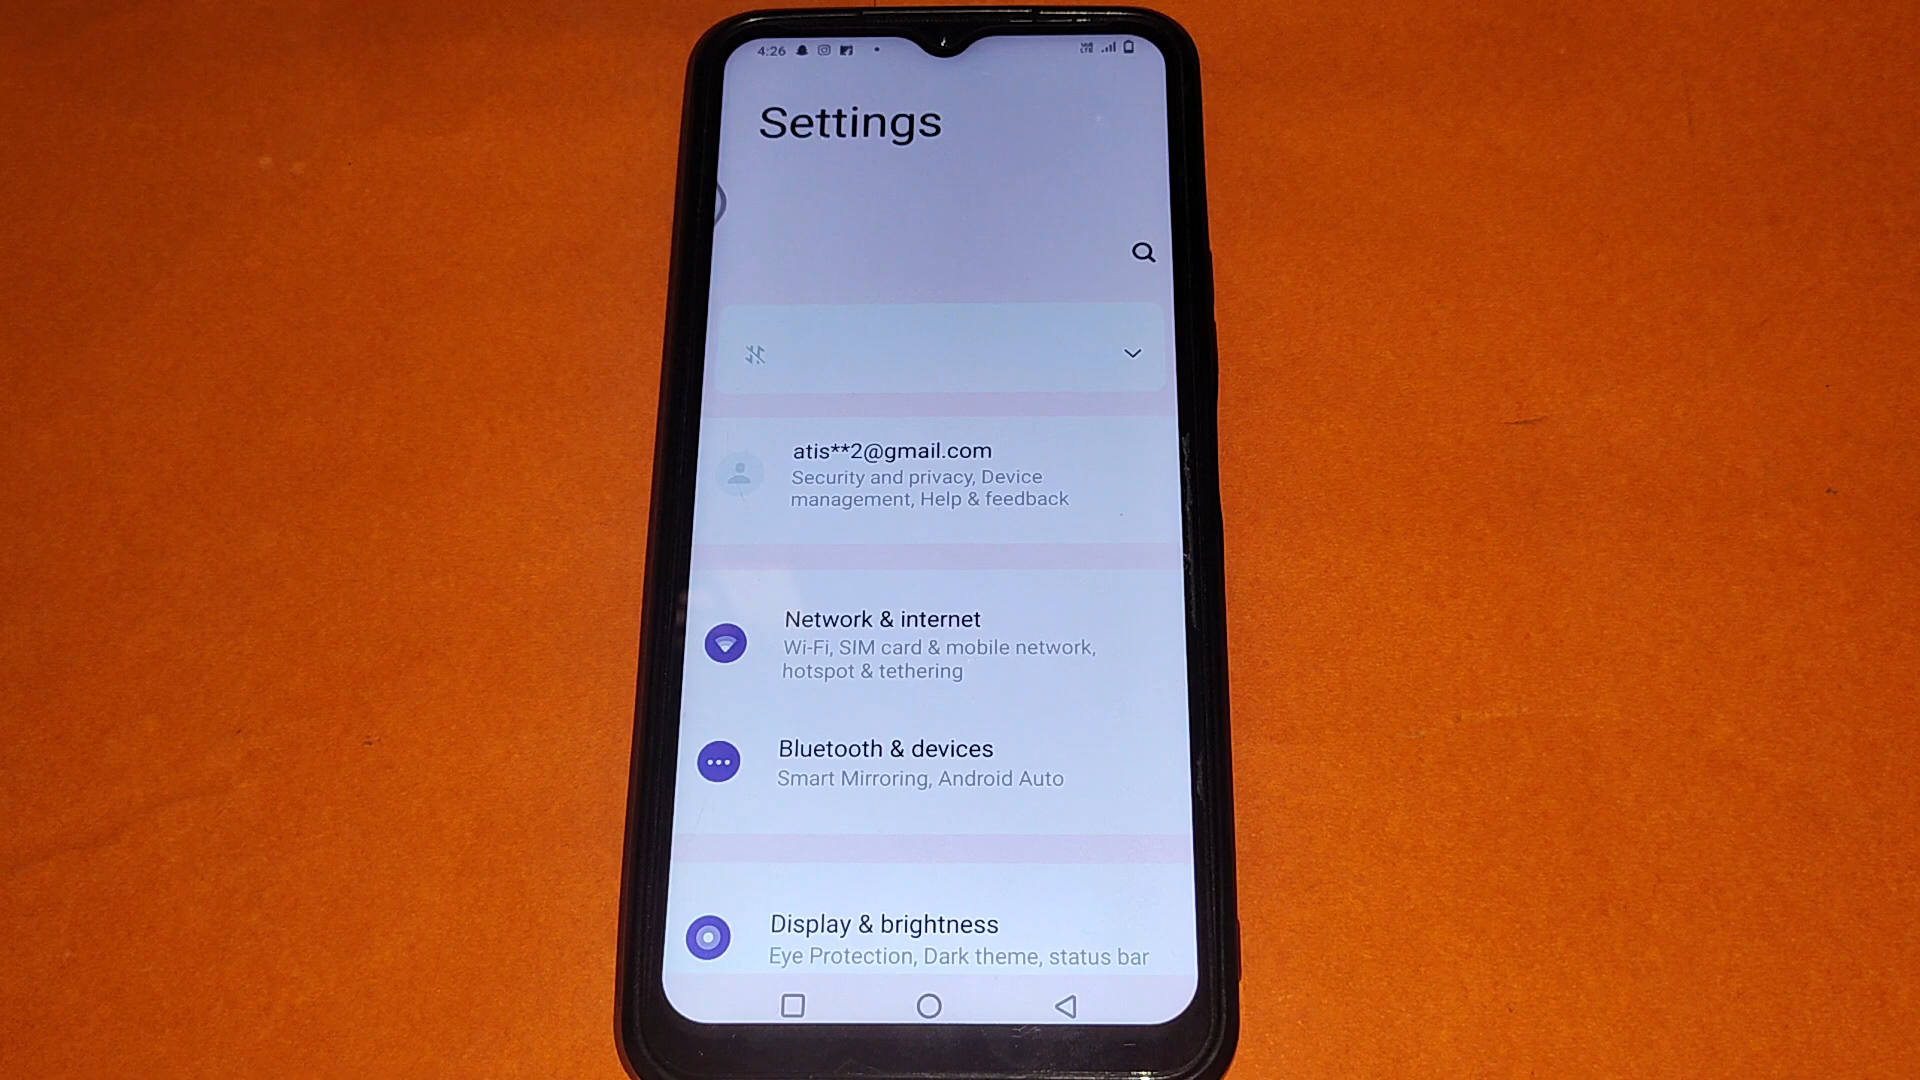 4:26
Vo LTE
Settings
atis**2@gmail.com
Security and privacy, Device
management, Help & feedback
Network & internet
Wi-Fi, SIM card & mobile network,
hotspot & tethering
Bluetooth & devices
Smart Mirroring, Android Auto
Display & brightness
Eye Protection, Dark theme, status bar